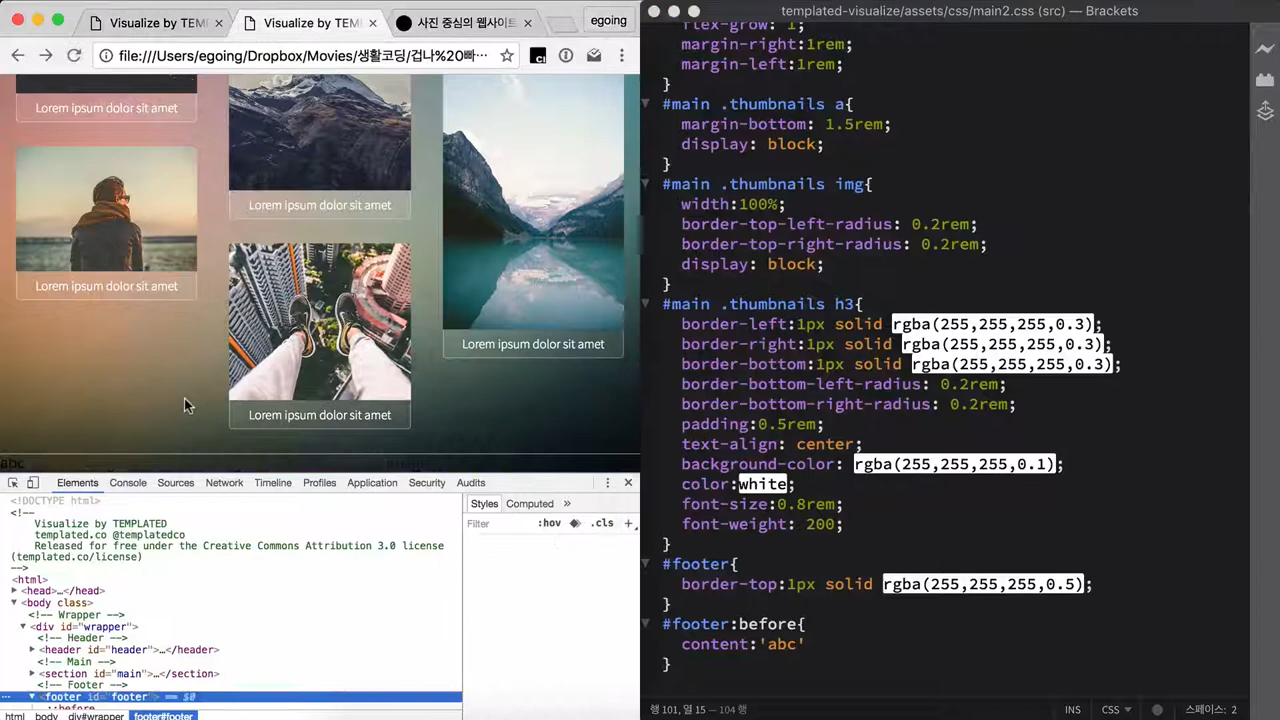 Visualize by TEM
Visualize by TEM
사진 중심의 웹사이트
egoing
file:///Users/egoing/Dropbox/Movies/생활코딩/겁나%20빠…
Lorem ipsum dolor sit amet
Lorem ipsum dolor sit amet
Lorem ipsum dolor sit amet
Lorem ipsum dolor sit amet
Lorem ipsum dolor sit amet
abc
Elements Console Sources Network Timeline Profiles Application Security Audits
<!DOCTYPE html>
<!--
Visualize by TEMPLATED
templated.co @templatedco
Released for free under the Creative Commons Attribution 3.0 license
(templated.co/license)
-->
<html>
<head>…</head>
<body class>
<!-- Wrapper -->
<div id="wrapper">
<!-- Header -->
<header id="header">…</header>
<!-- Main -->
<section id="main">…</section>
<!-- Footer -->
<footer id="footer"> == $0
::before
html body div#wrapper footer#footer
Styles Computed »
Filter :hov .cls +
templated-visualize/assets/css/main2.css (src) — Brackets
flex-grow: 1;
margin-right:1rem;
margin-left:1rem;
}
#main .thumbnails a{
margin-bottom: 1.5rem;
display: block;
}
#main .thumbnails img{
width:100%;
border-top-left-radius: 0.2rem;
border-top-right-radius: 0.2rem;
display: block;
}
#main .thumbnails h3{
border-left:1px solid rgba(255,255,255,0.3);
border-right:1px solid rgba(255,255,255,0.3);
border-bottom:1px solid rgba(255,255,255,0.3);
border-bottom-left-radius: 0.2rem;
border-bottom-right-radius: 0.2rem;
padding:0.5rem;
text-align: center;
background-color: rgba(255,255,255,0.1);
color:white;
font-size:0.8rem;
font-weight: 200;
}
#footer{
border-top:1px solid rgba(255,255,255,0.5);
}
#footer:before{
content:'abc'
}
행 101, 열 15 — 104 행
INS CSS 스페이스: 2